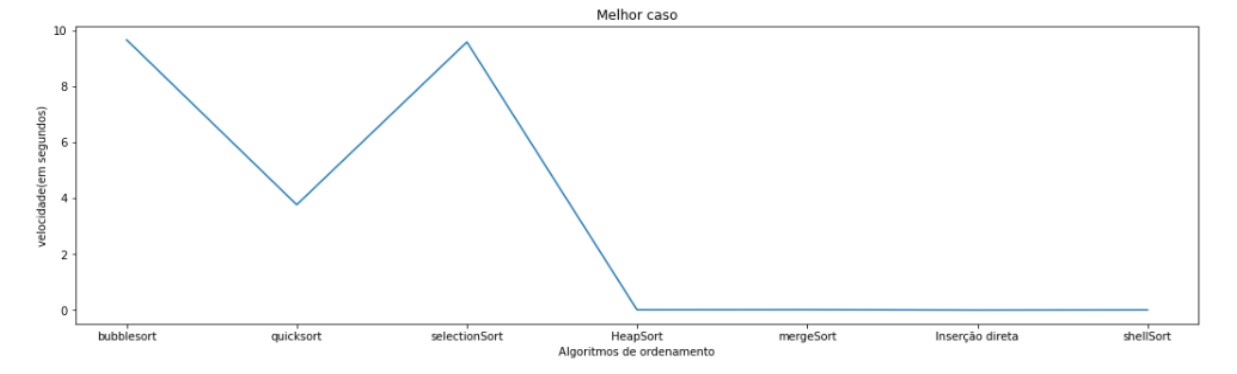 Melhor caso
10
8
6
4
2
0
velocidade(em segundos)
bubblesort quicksort selectionSort HeapSort mergeSort Inserção direta shellSort
Algoritmos de ordenamento